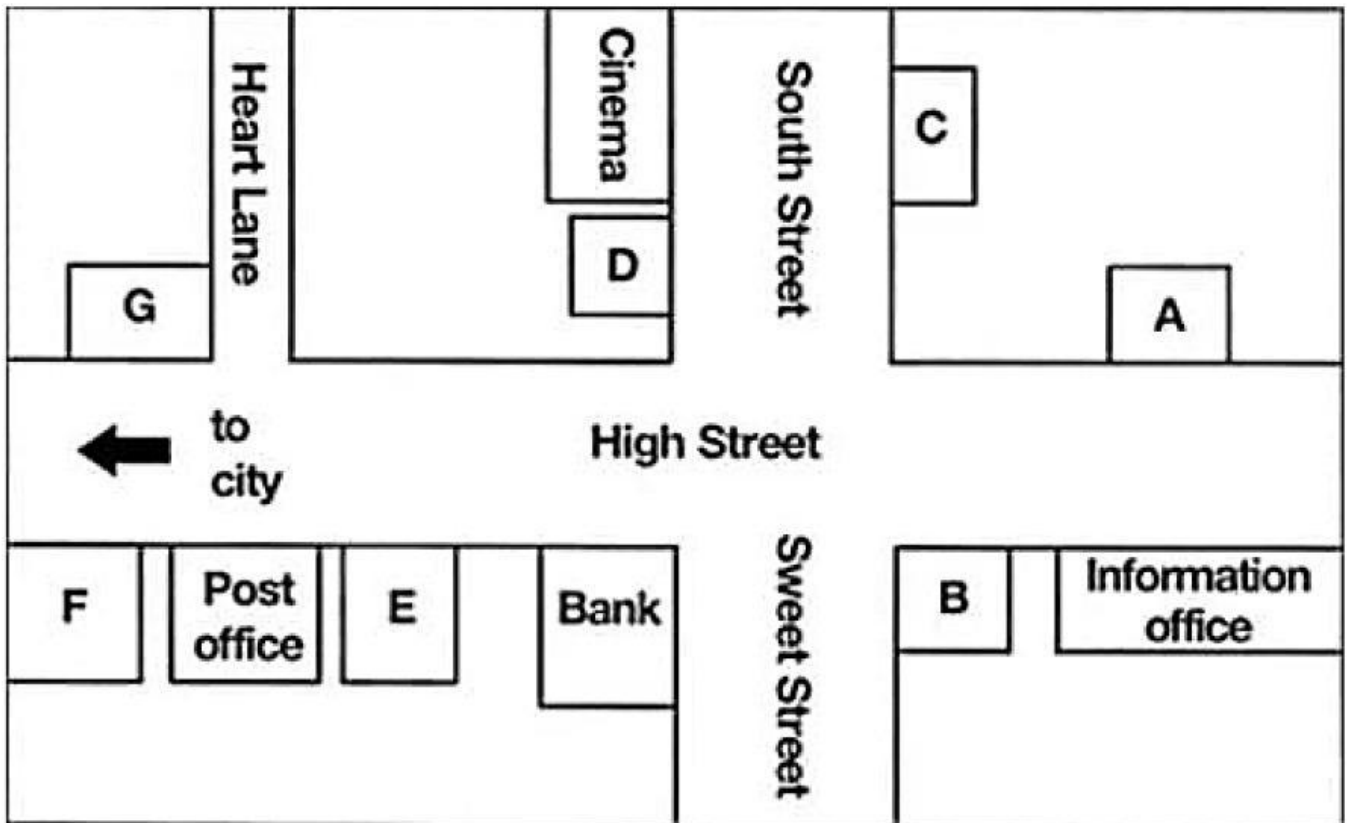 Heart Lane
Cinema
South Street
C
D
G
A
to
city
High Street
F
Post
office
E
Bank
Sweet Street
B
Information
office